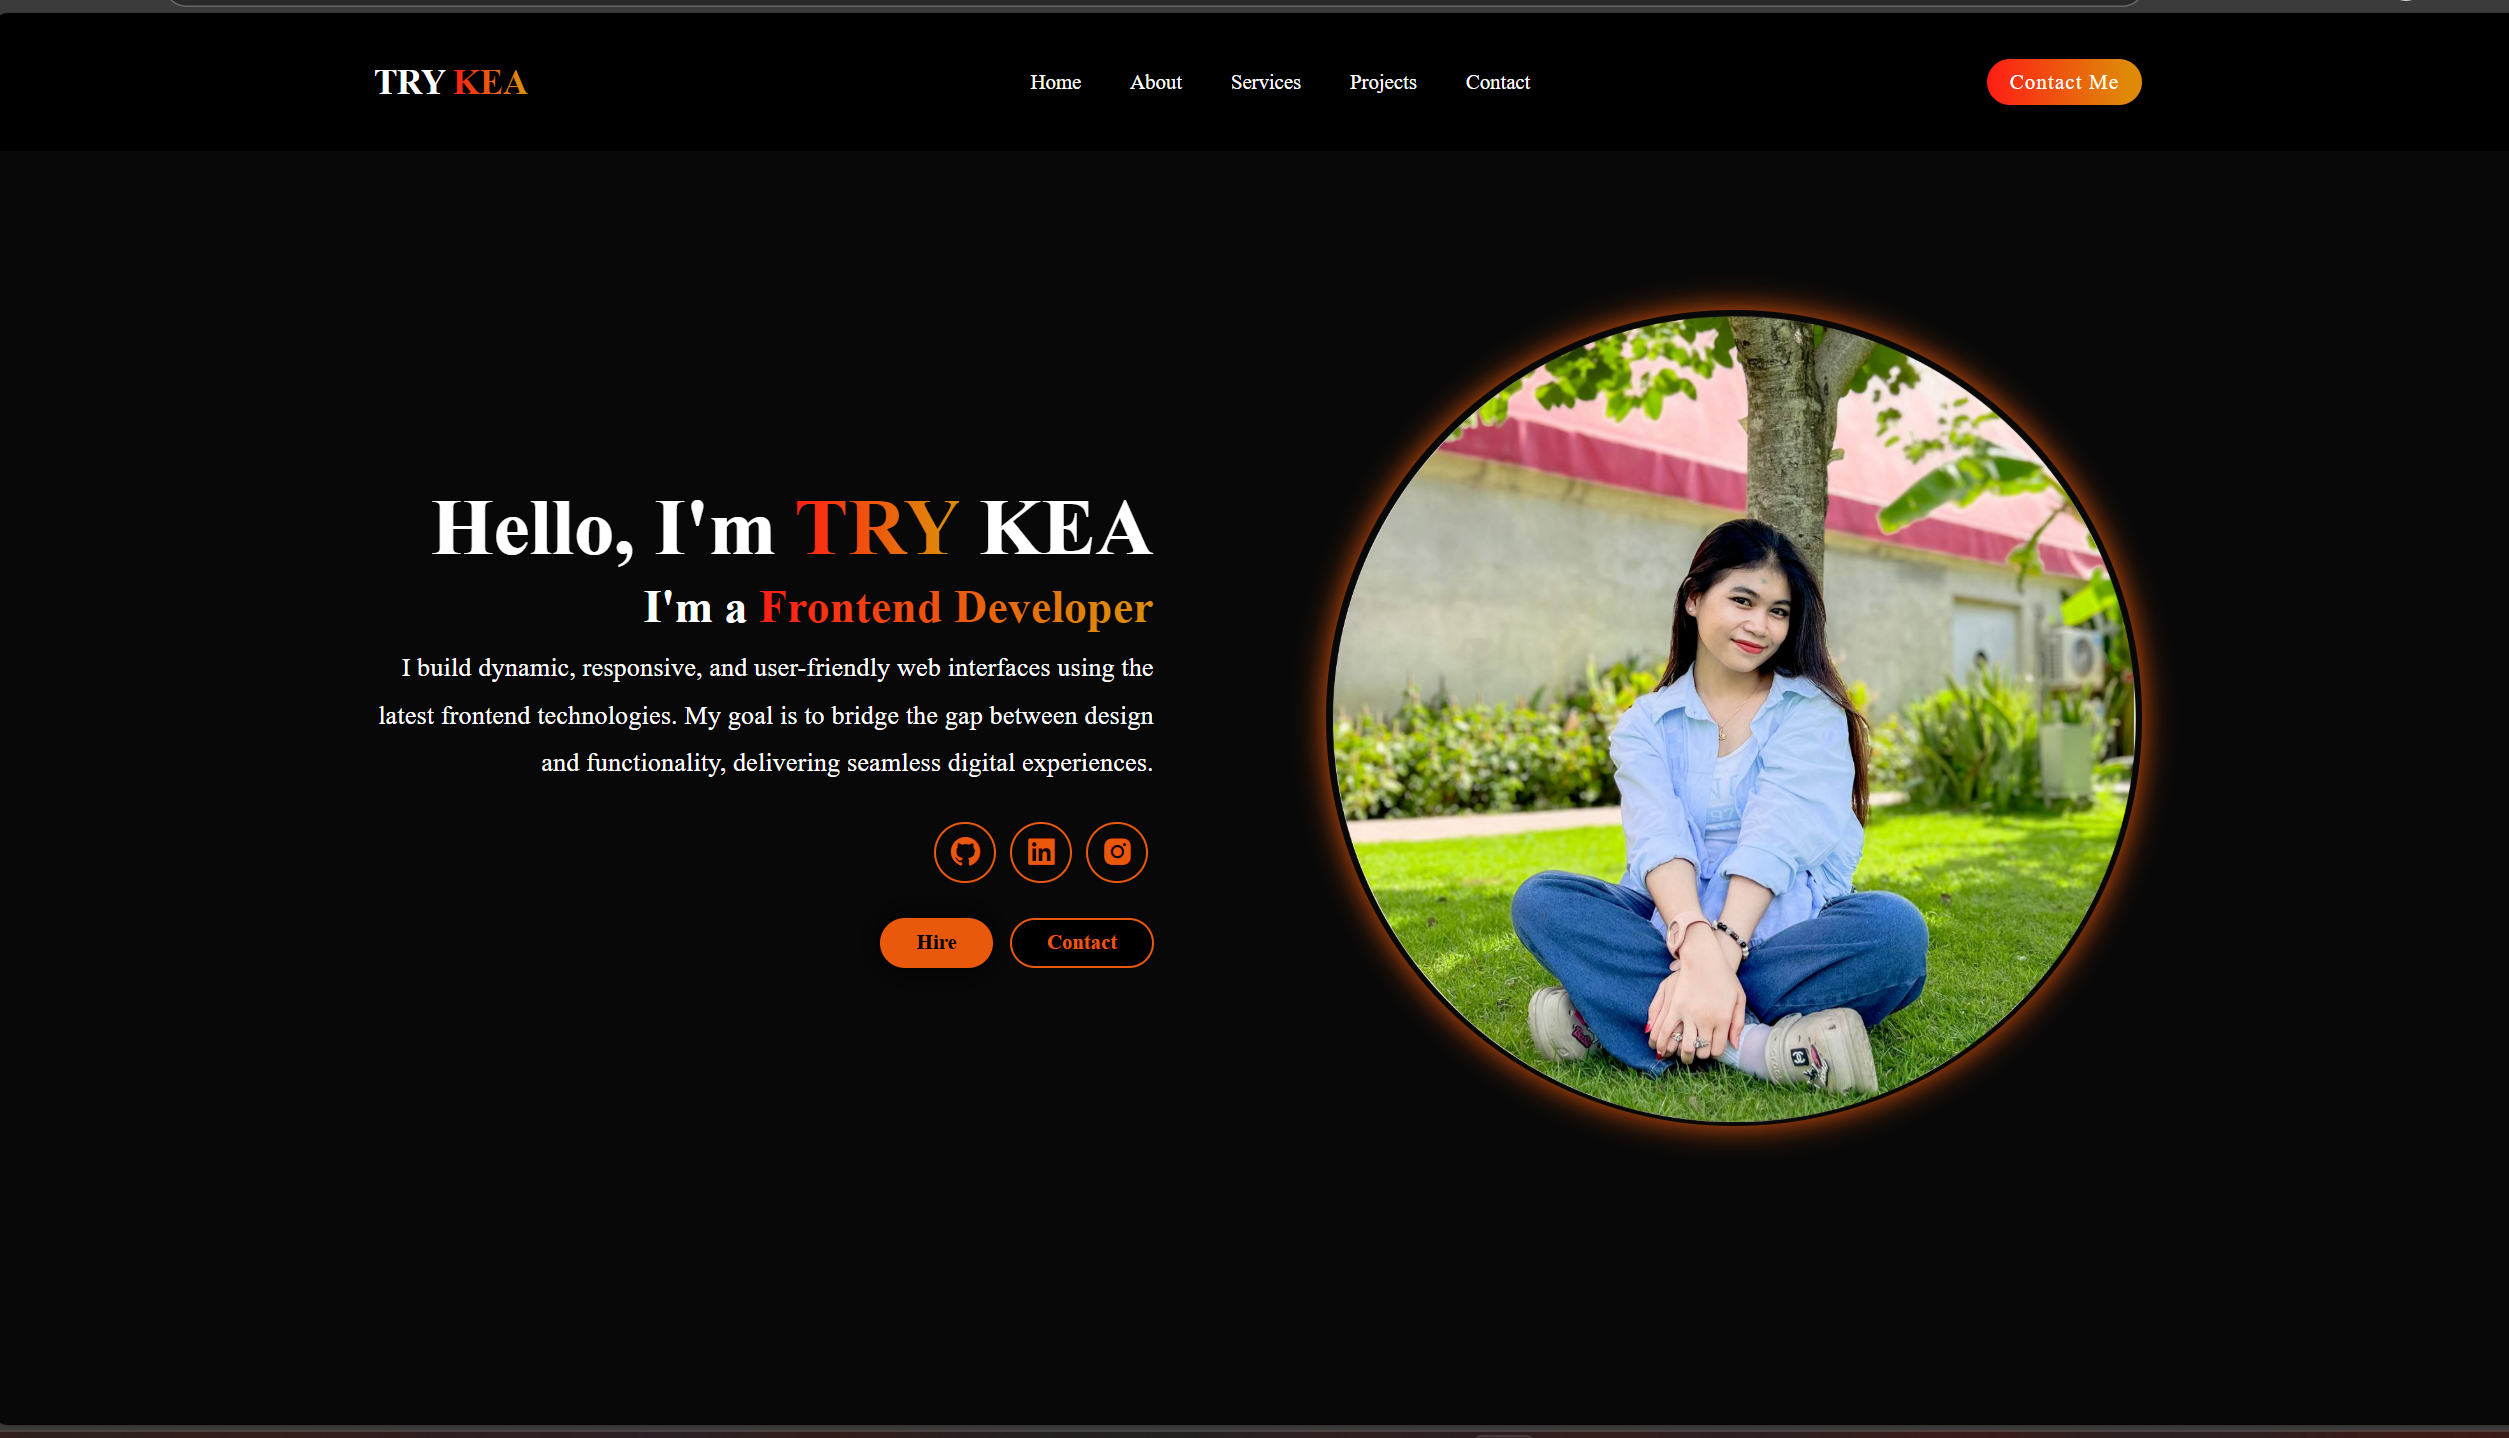 TRY KEA
Home About Services Projects Contact
Contact Me
Hello, I'm TRY KEA
I'm a Frontend Developer
I build dynamic, responsive, and user-friendly web interfaces using the
latest frontend technologies. My goal is to bridge the gap between design
and functionality, delivering seamless digital experiences.
in
Hire
Contact